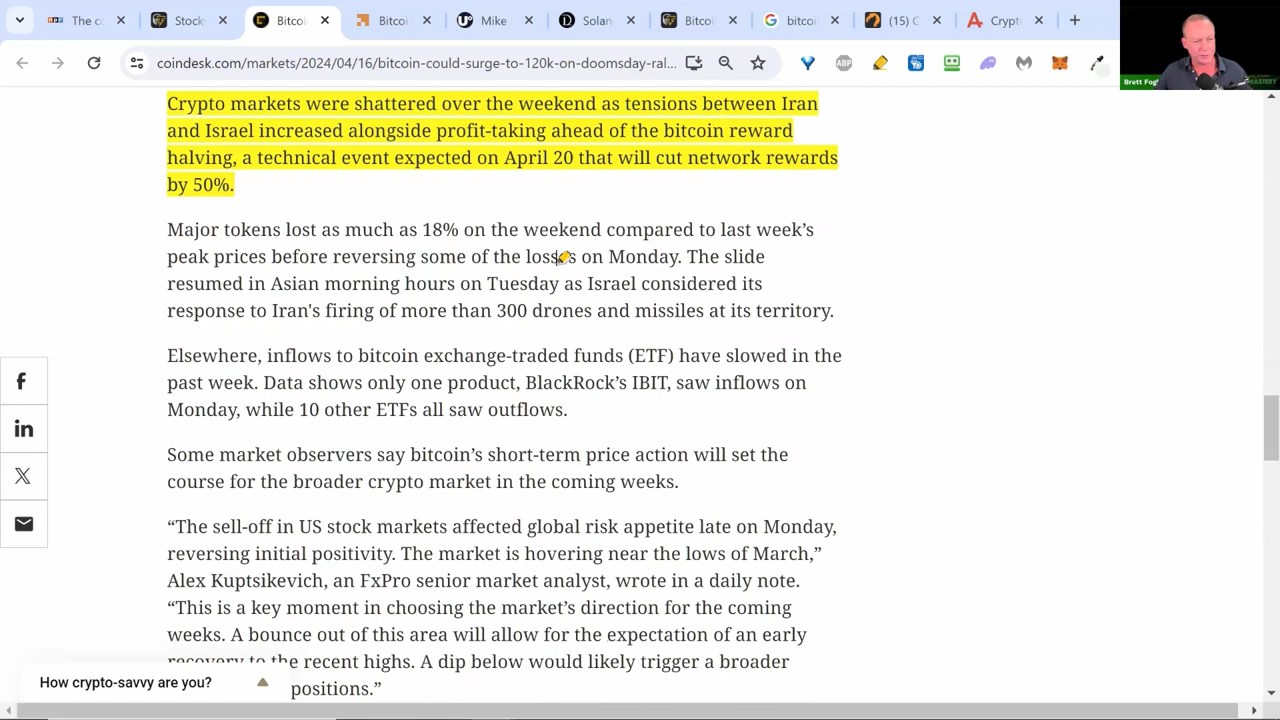 The co
Stocks
Bitcoi
Bitcoi
Mike
Solan
Bitcoi
bitcoi
(15) C
Crypto
coindesk.com/markets/2024/04/16/bitcoin-could-surge-to-120k-on-doomsday-ral...
ABP
Brett Fog
MASTERY
Crypto markets were shattered over the weekend as tensions between Iran
and Israel increased alongside profit-taking ahead of the bitcoin reward
halving, a technical event expected on April 20 that will cut network rewards
by 50%.
Major tokens lost as much as 18% on the weekend compared to last week’s
peak prices before reversing some of the losses on Monday. The slide
resumed in Asian morning hours on Tuesday as Israel considered its
response to Iran's firing of more than 300 drones and missiles at its territory.
Elsewhere, inflows to bitcoin exchange-traded funds (ETF) have slowed in the
past week. Data shows only one product, BlackRock’s IBIT, saw inflows on
Monday, while 10 other ETFs all saw outflows.
Some market observers say bitcoin’s short-term price action will set the
course for the broader crypto market in the coming weeks.
“The sell-off in US stock markets affected global risk appetite late on Monday,
reversing initial positivity. The market is hovering near the lows of March,”
Alex Kuptsikevich, an FxPro senior market analyst, wrote in a daily note.
“This is a key moment in choosing the market’s direction for the coming
weeks. A bounce out of this area will allow for the expectation of an early
recovery to the recent highs. A dip below would likely trigger a broader
positions.”
How crypto-savvy are you?